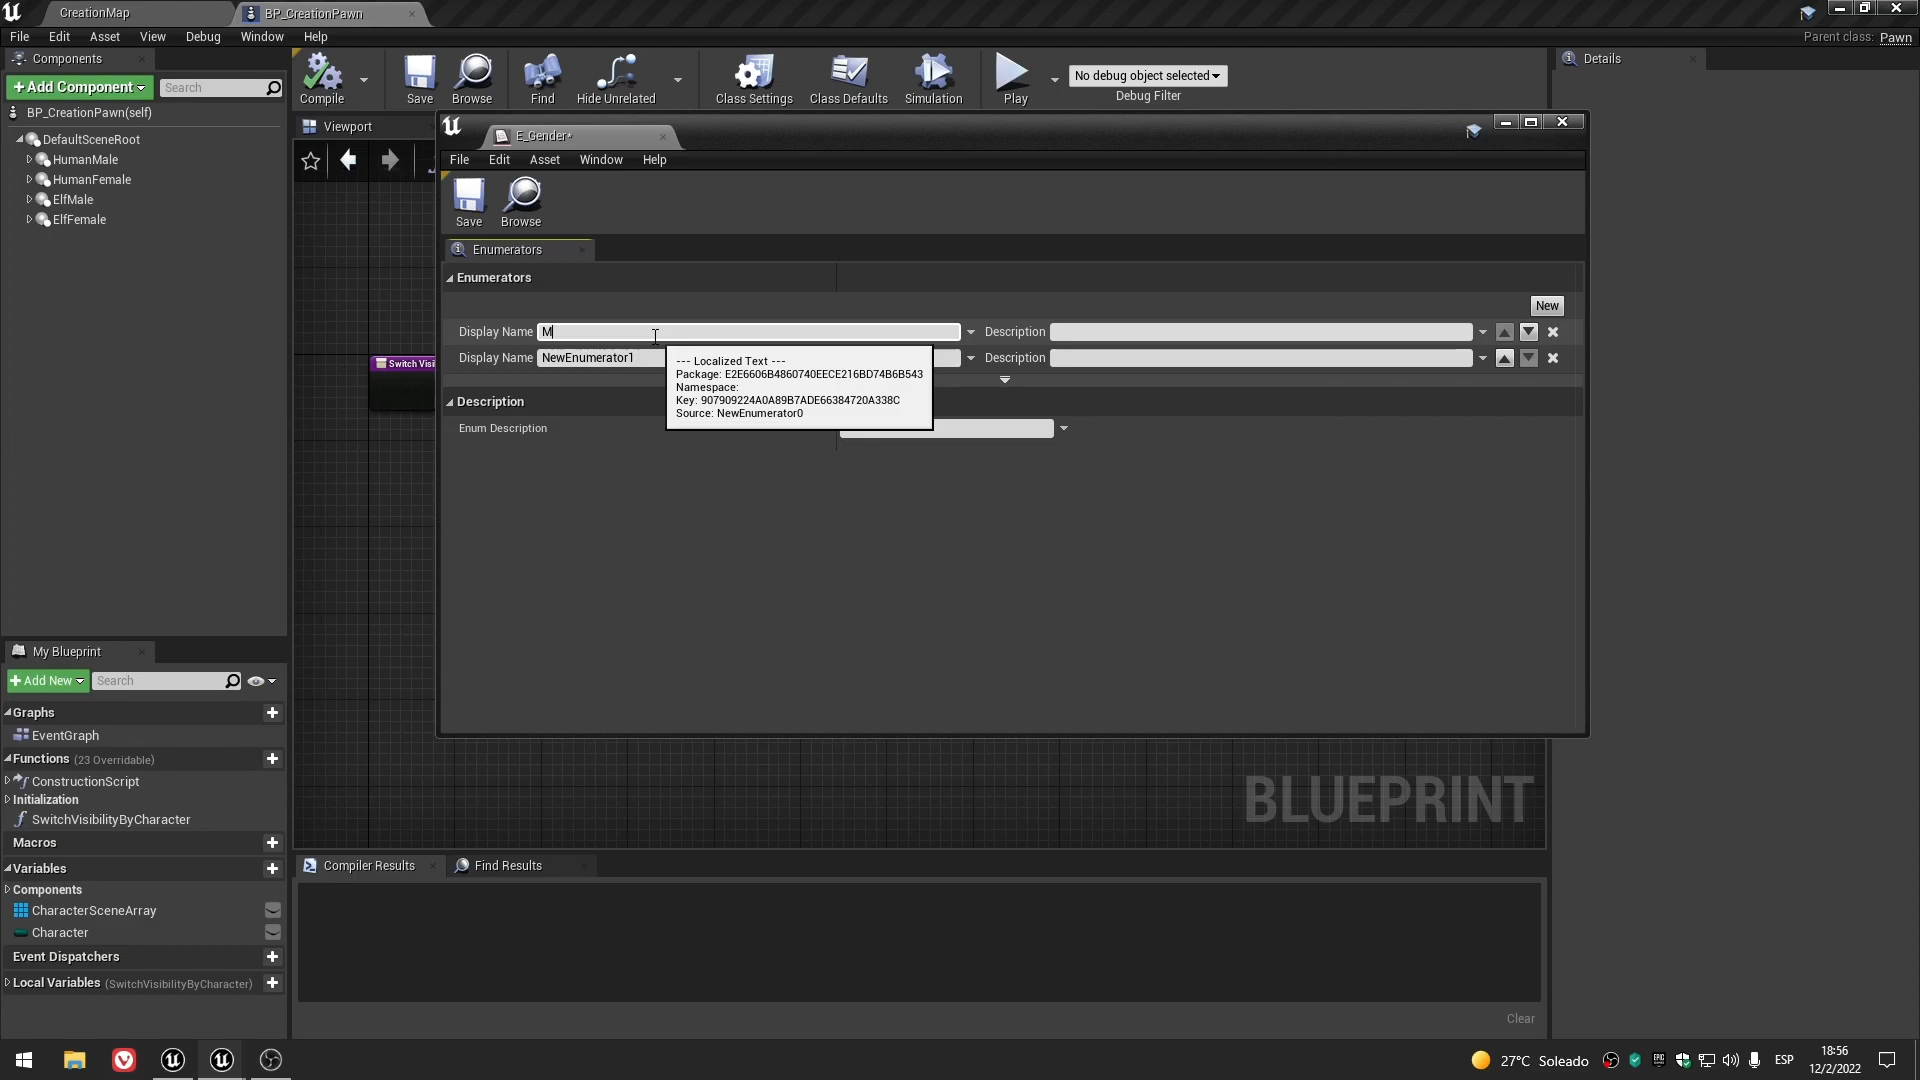 CreationMap
BP_CreationPawn
File Edit Asset View Debug Window Help
Parent class: Pawn
Components
Add Component
Search
BP_CreationPawn(self)
DefaultSceneRoot
HumanMale
HumanFemale
ElfMale
ElfFemale
Compile
Save
Browse
Find
Hide Unrelated
Class Settings
Class Defaults
Simulation
Play
No debug object selected
Debug Filter
Details
Viewport
Switch Visi
E_Gender*
File Edit Asset Window Help
Save
Browse
Enumerators
Enumerators
New
Display Name M Description
Display Name NewEnumerator1 Description
--- Localized Text ---
Package: E2E6606B4860740EECE216BD74B6B543
Namespace:
Key: 907909224A0A89B7ADE66384720A338C
Source: NewEnumerator0
Description
Enum Description
BLUEPRINT
My Blueprint
Add New
Search
Graphs
EventGraph
Functions (23 Overridable)
ConstructionScript
Initialization
SwitchVisibilityByCharacter
Macros
Variables
Components
CharacterSceneArray
Character
Event Dispatchers
Local Variables (SwitchVisibilityByCharacter)
Compiler Results
Find Results
Clear
27°C Soleado
ESP
18:56
12/2/2022